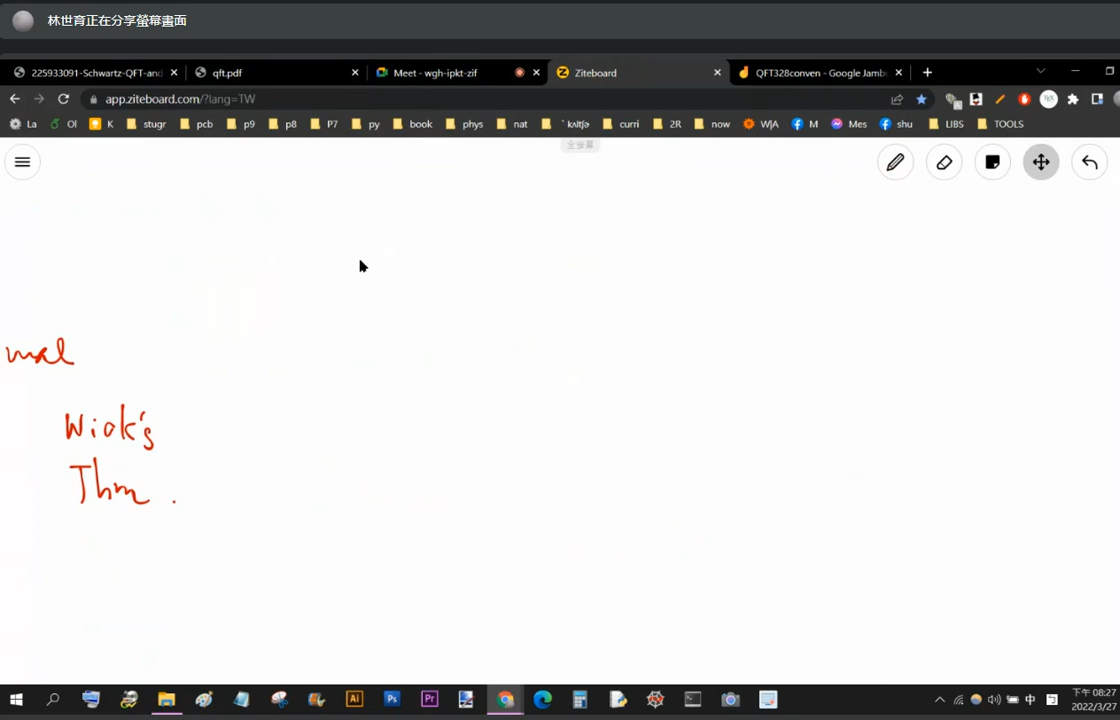 林世育正在分享螢幕畫面
225933091-Schwartz-QFT-and
qft.pdf
Meet - wgh-ipkt-zif
Ziteboard
QFT328conven - Google Jambo
app.ziteboard.com/?lang=TW
La
OI
K
stugr
pcb
p9
p8
P7
py
book
phys
nat
curri
2R
now
W|A
M
Mes
shu
LIBS
TOOLS
全螢幕
mal
Wick's
Thm .
下午 08:27
2022/3/27
中